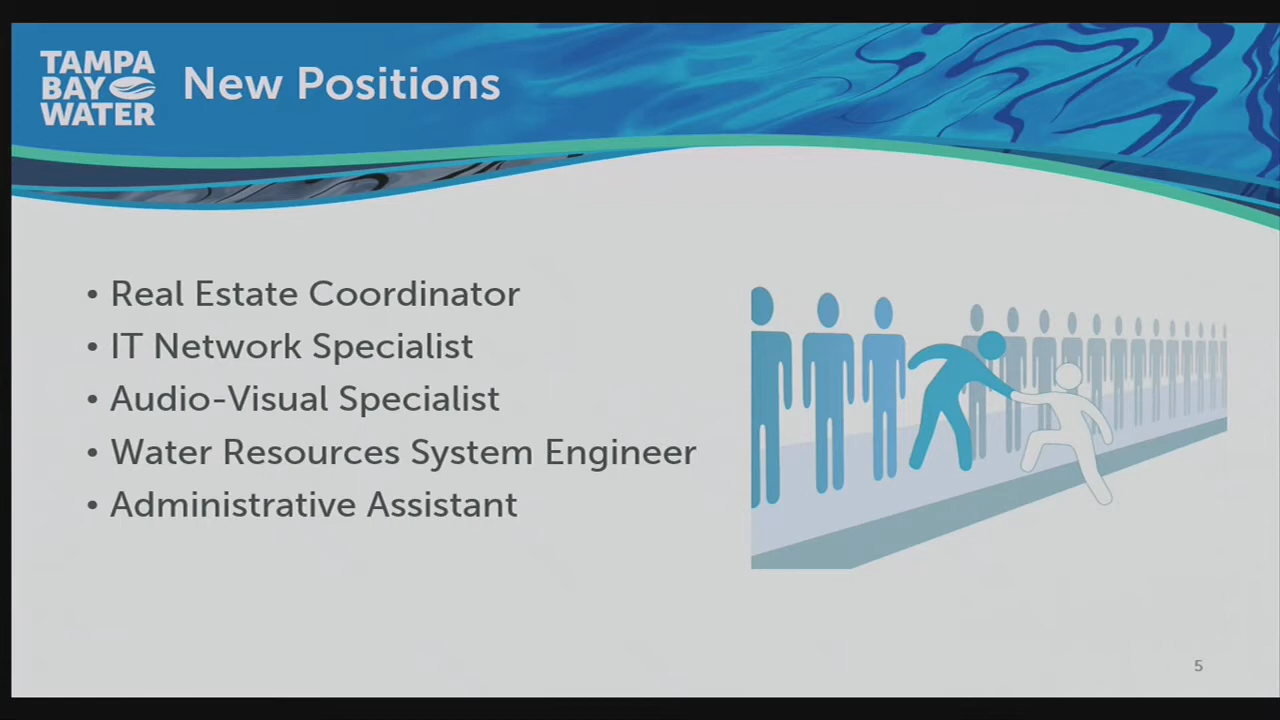 TAMPA
BAY
WATER
New Positions
• Real Estate Coordinator
• IT Network Specialist
• Audio-Visual Specialist
• Water Resources System Engineer
• Administrative Assistant
5